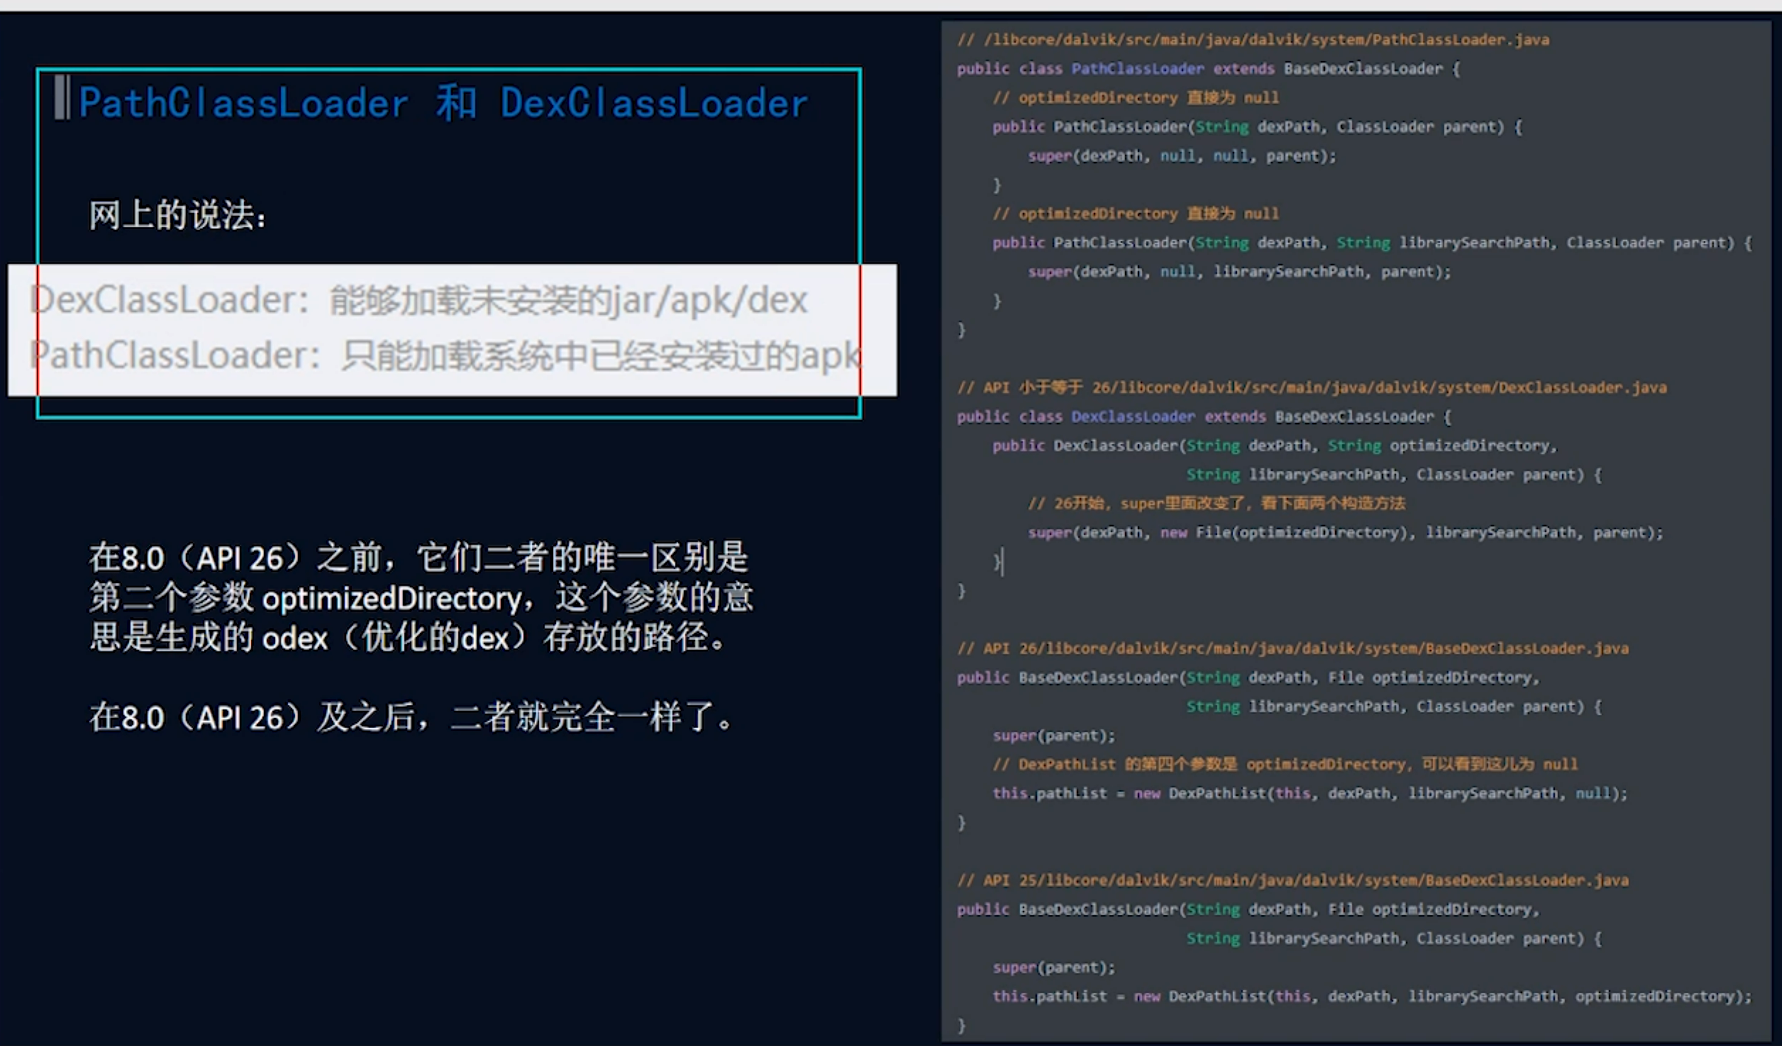 PathClassLoader 和 DexClassLoader
网上的说法：
DexClassLoader：能够加载未安装的jar/apk/dex
PathClassLoader：只能加载系统中已经安装过的apk
在8.0（API 26）之前，它们二者的唯一区别是
第二个参数 optimizedDirectory，这个参数的意
思是生成的 odex（优化的dex）存放的路径。
在8.0（API 26）及之后，二者就完全一样了。
// /libcore/dalvik/src/main/java/dalvik/system/PathClassLoader.java
public class PathClassLoader extends BaseDexClassLoader {
// optimizedDirectory 直接为 null
public PathClassLoader(String dexPath, ClassLoader parent) {
super(dexPath, null, null, parent);
}
// optimizedDirectory 直接为 null
public PathClassLoader(String dexPath, String librarySearchPath, ClassLoader parent) {
super(dexPath, null, librarySearchPath, parent);
}
}
// API 小于等于 26/libcore/dalvik/src/main/java/dalvik/system/DexClassLoader.java
public class DexClassLoader extends BaseDexClassLoader {
public DexClassLoader(String dexPath, String optimizedDirectory,
String librarySearchPath, ClassLoader parent) {
// 26开始，super里面改变了，看下面两个构造方法
super(dexPath, new File(optimizedDirectory), librarySearchPath, parent);
}
}
// API 26/libcore/dalvik/src/main/java/dalvik/system/BaseDexClassLoader.java
public BaseDexClassLoader(String dexPath, File optimizedDirectory,
String librarySearchPath, ClassLoader parent) {
super(parent);
// DexPathList 的第四个参数是 optimizedDirectory，可以看到这儿为 null
this.pathList = new DexPathList(this, dexPath, librarySearchPath, null);
}
// API 25/libcore/dalvik/src/main/java/dalvik/system/BaseDexClassLoader.java
public BaseDexClassLoader(String dexPath, File optimizedDirectory,
String librarySearchPath, ClassLoader parent) {
super(parent);
this.pathList = new DexPathList(this, dexPath, librarySearchPath, optimizedDirectory);
}